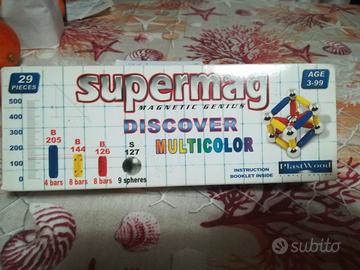 29
PIECES
supermag
MAGNETIC GENIUS
AGE
3-99
DISCOVER
MULTICOLOR
500
400
300
200
100
0
B
205
B
144
B
126
S
127
4 bars
8 bars
8 bars
9 spheres
INSTRUCTION
BOOKLET INSIDE
PlastWood
subito